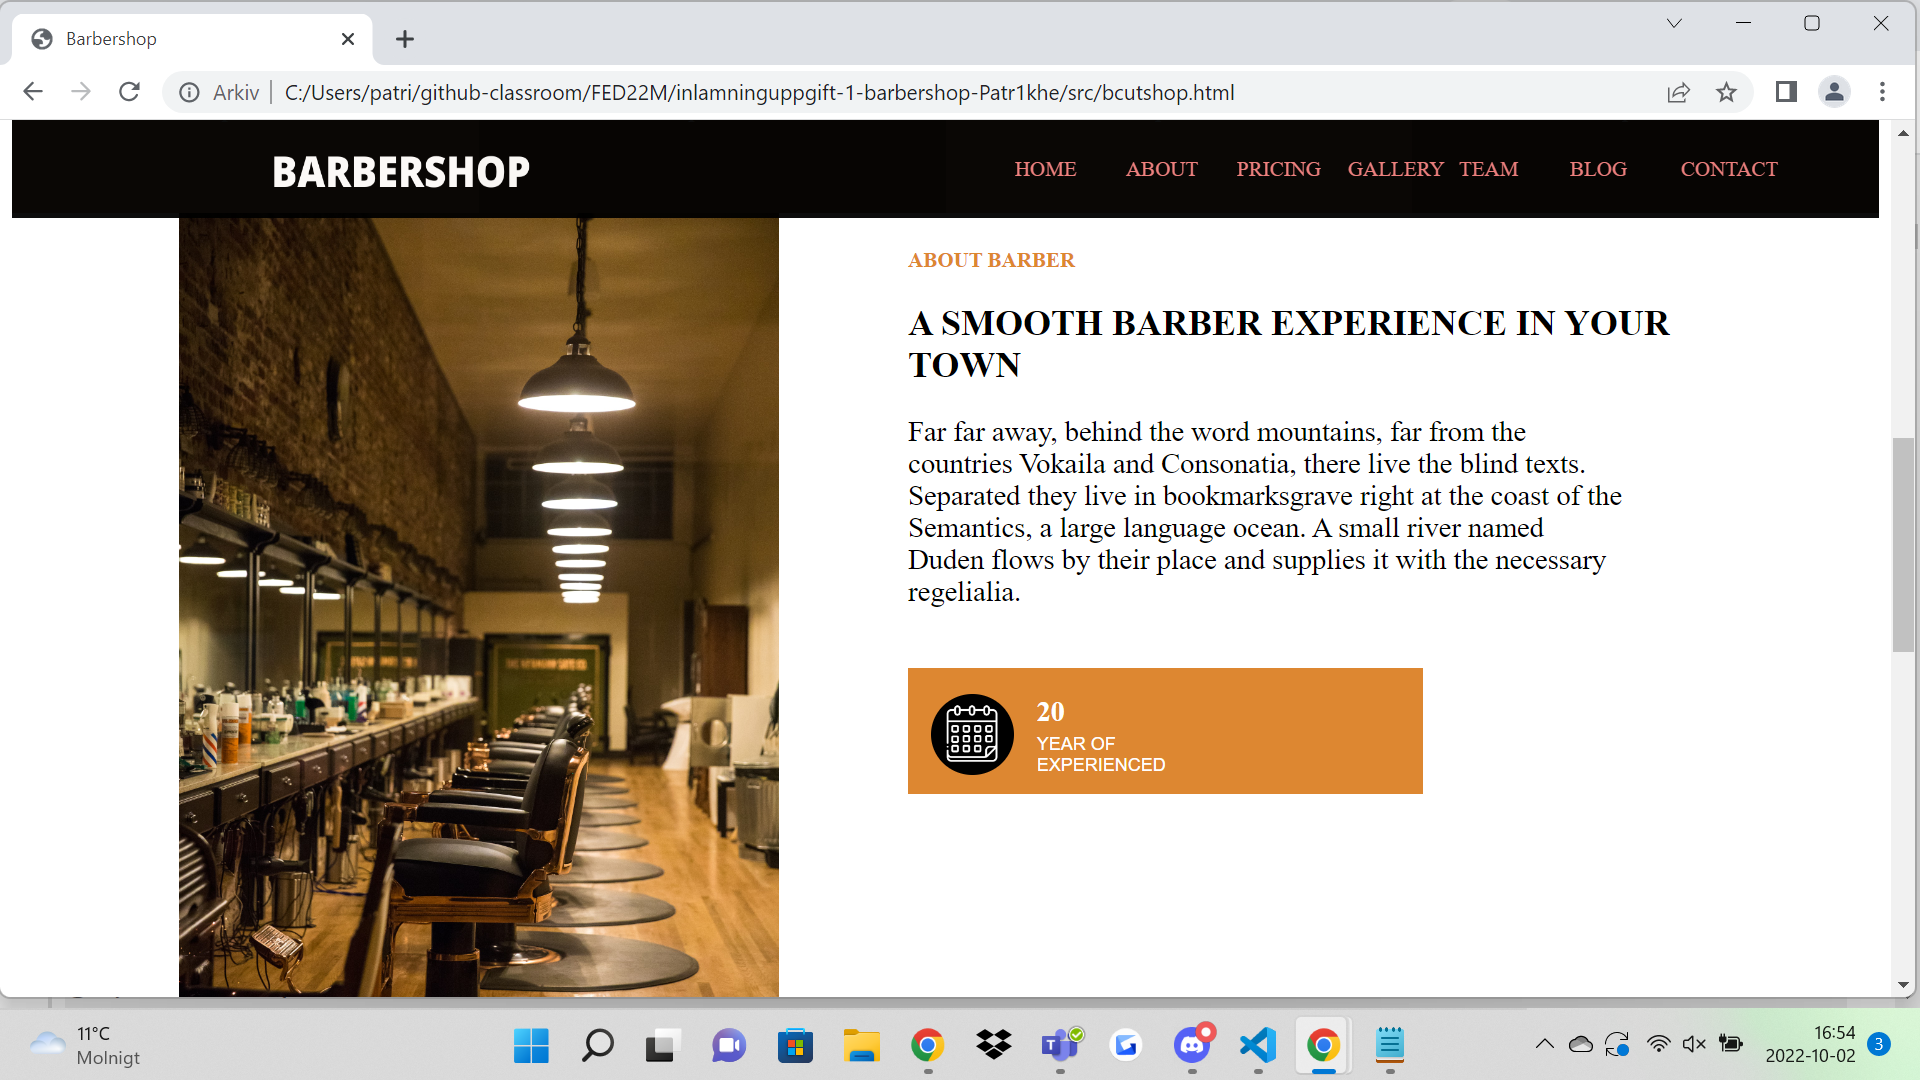 Barbershop
Arkiv
C:/Users/patri/github-classroom/FED22M/inlamninguppgift-1-barbershop-Patr1khe/src/bcutshop.html
BARBERSHOP
HOME ABOUT PRICING GALLERY TEAM BLOG CONTACT
ABOUT BARBER
A SMOOTH BARBER EXPERIENCE IN YOUR
TOWN
Far far away, behind the word mountains, far from the
countries Vokaila and Consonatia, there live the blind texts.
Separated they live in bookmarksgrave right at the coast of the
Semantics, a large language ocean. A small river named
Duden flows by their place and supplies it with the necessary
regelialia.
20
YEAR OF
EXPERIENCED
11°C
Molnigt
16:54
2022-10-02
3